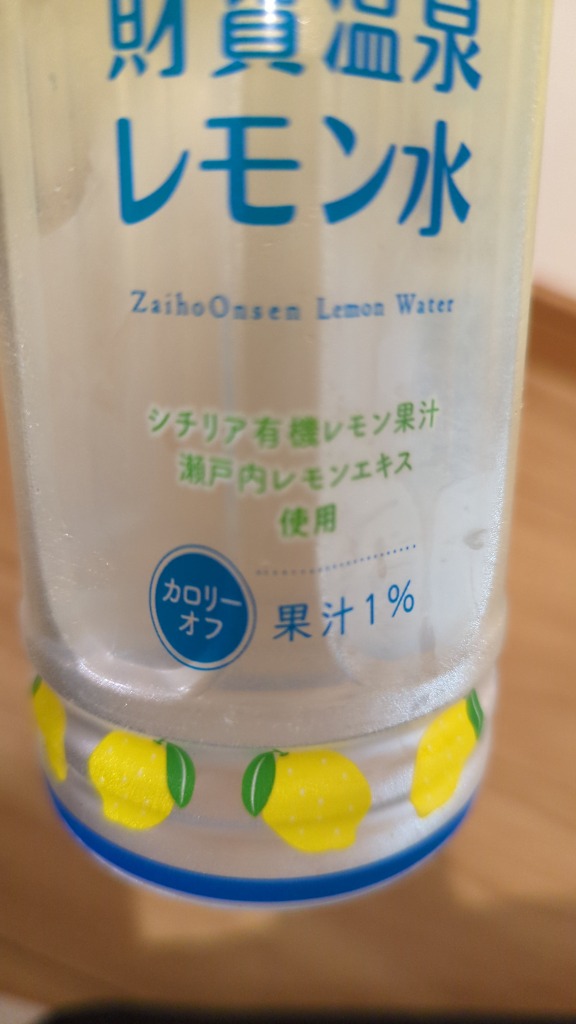 財寶温泉
レモン水
ZaihoOnsen Lemon Water
シチリア有機レモン果汁
瀬戸内レモンエキス
使用
カロリー
オフ
果汁1%